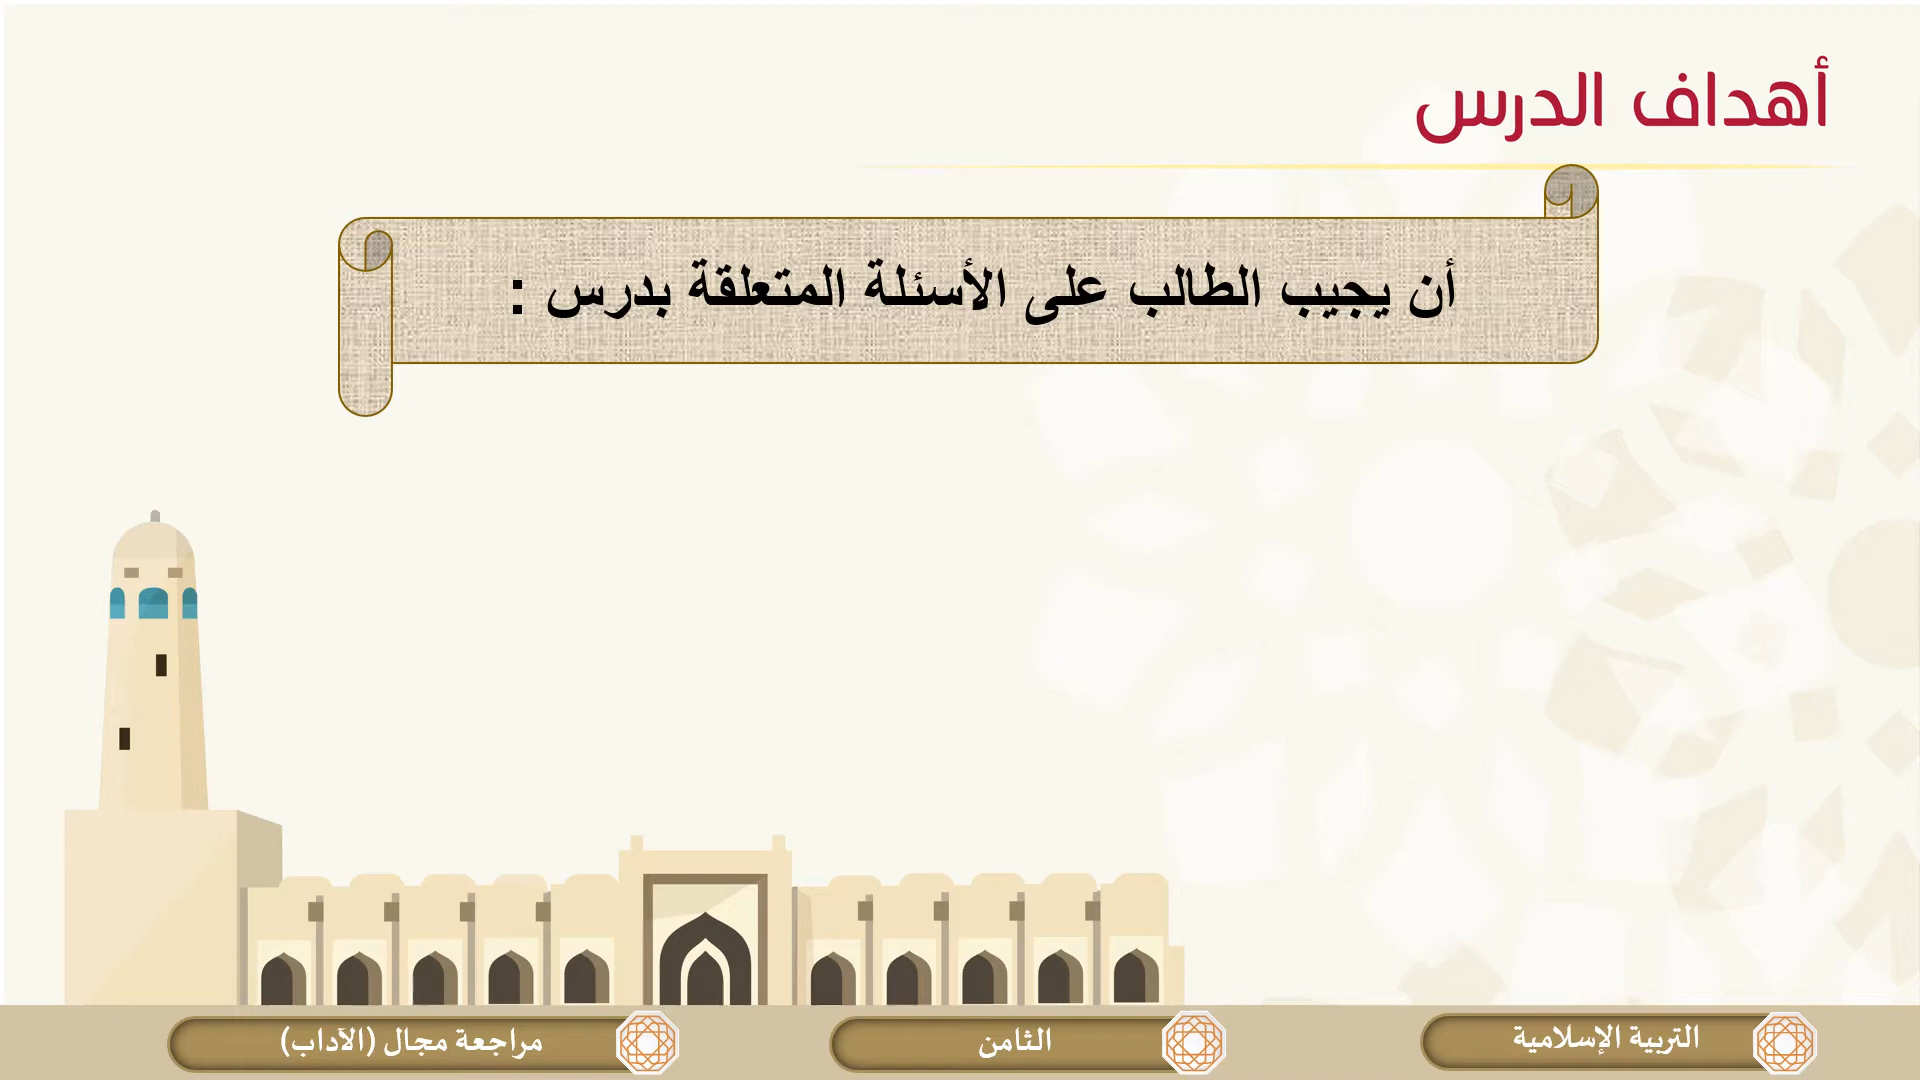 أهداف الدرس
أن يجيب الطالب على الأسئلة المتعلقة بدرس :
التربية الإسلامية
الثامن
مراجعة مجال (الآداب)